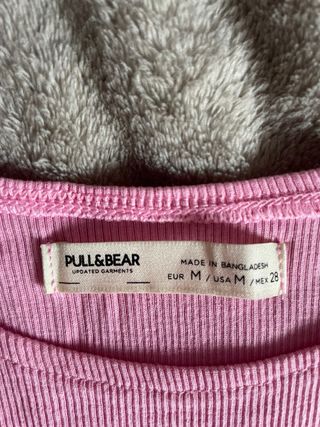 PULL&BEAR
UPDATED GARMENTS
MADE IN BANGLADESH
EUR M / USA M / MEX 28